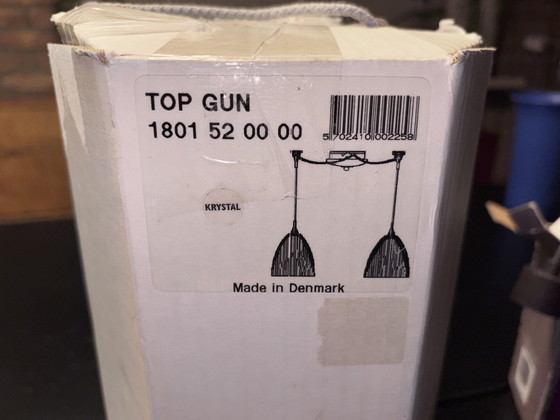 TOP GUN
1801 52 00 00
5 702410 002258
KRYSTAL
Made in Denmark